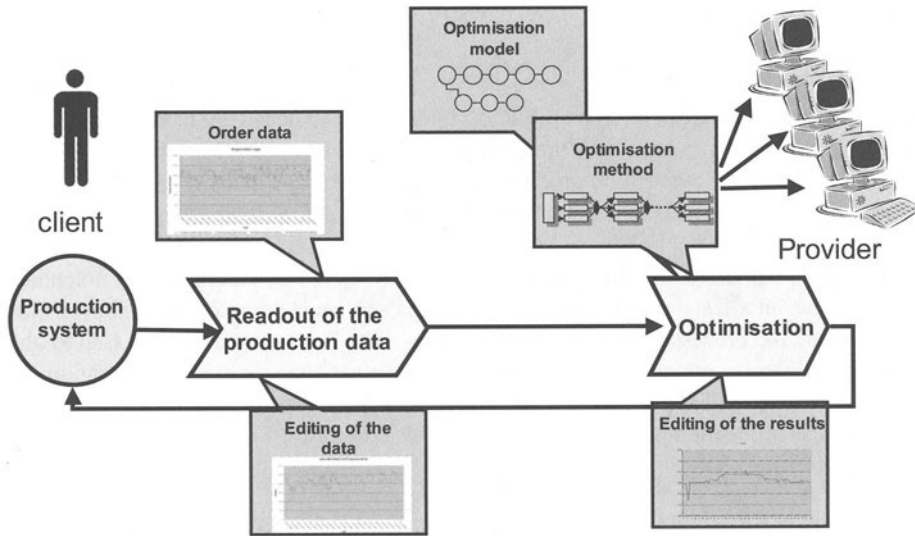 Optimisation
model
Order data
Optimisation
method
client
Provider
Production
system
Readout of the
production data
Optimisation
Editing of the
data
Editing of the results